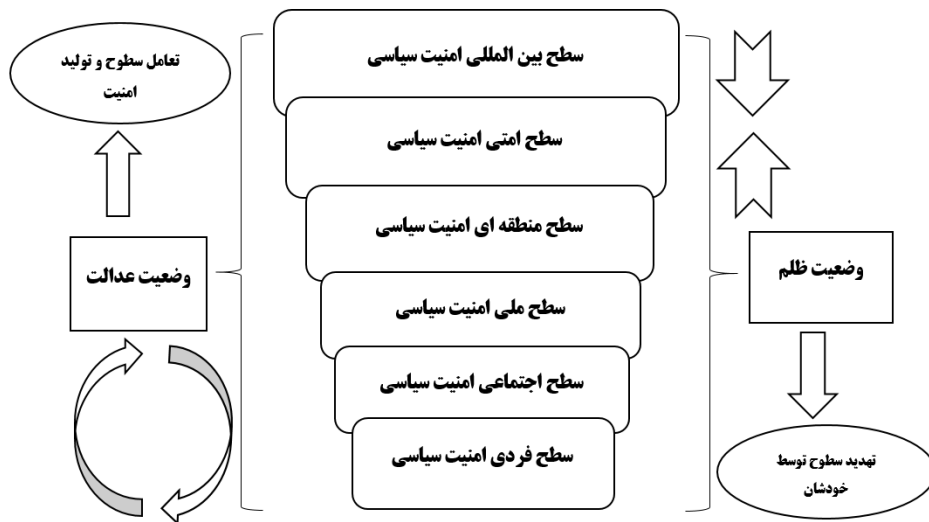 سطح بین المللی امنیت سیاسی
سطح امتی امنیت سیاسی
سطح منطقه ای امنیت سیاسی
سطح ملی امنیت سیاسی
سطح اجتماعی امنیت سیاسی
سطح فردی امنیت سیاسی
وضعیت ظلم
تهدید سطوح توسط
خودشان
تعامل سطوح و تولید
امنیت
وضعیت عدالت